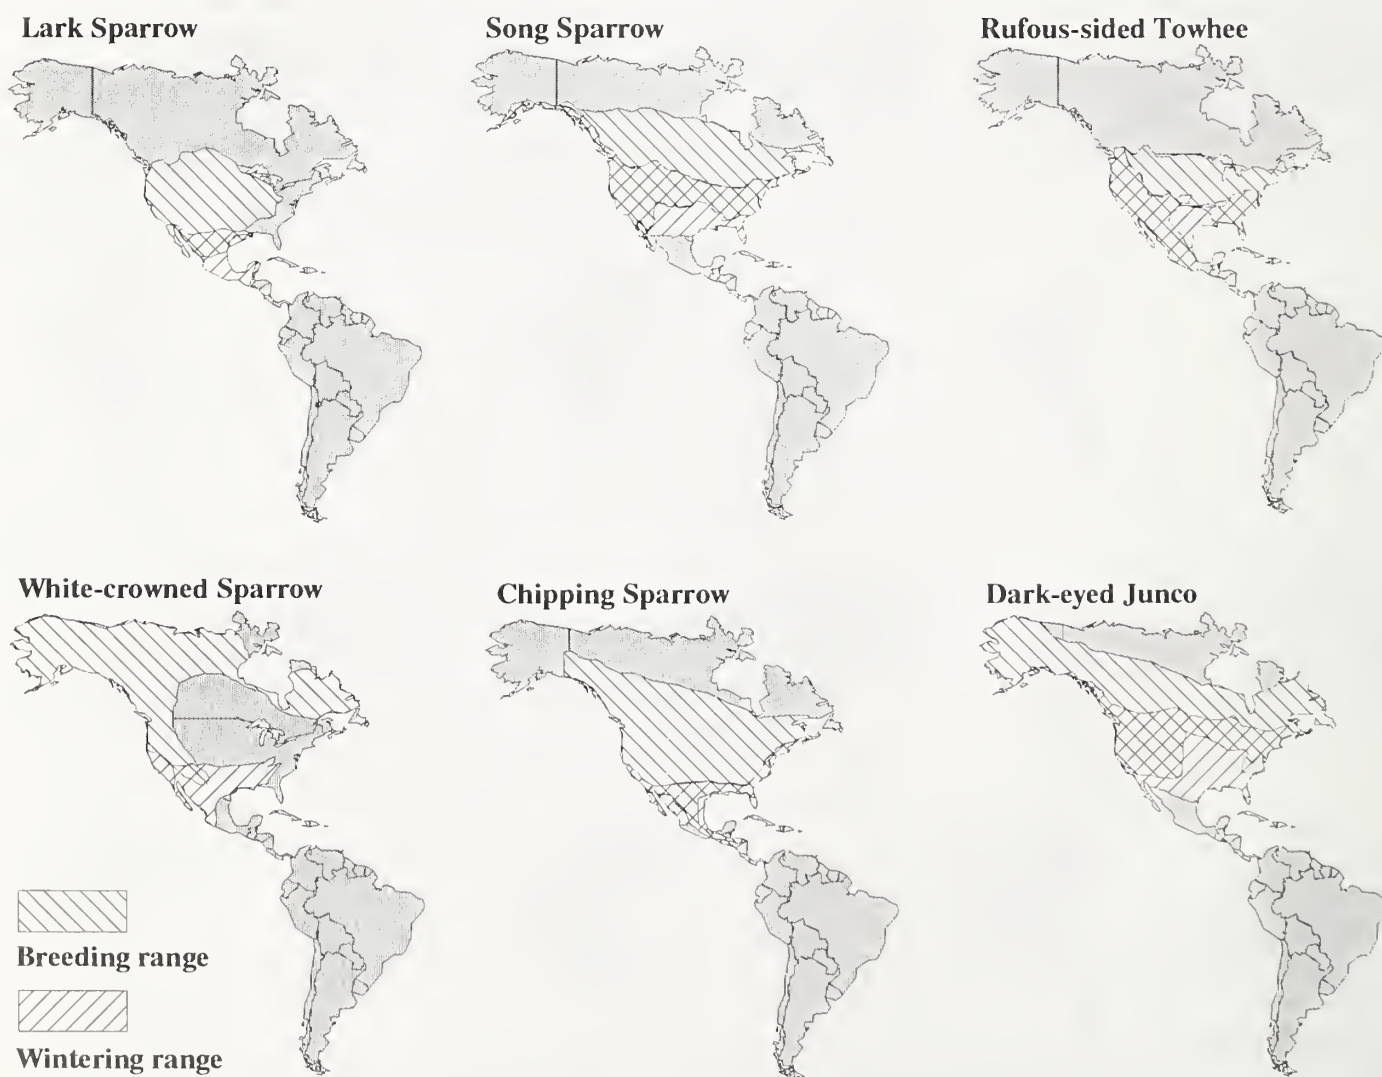 Lark Sparrow
Song Sparrow
Rufous-sided Towhee
White-crowned Sparrow
Chipping Sparrow
Dark-eyed Junco
Breeding range
Wintering range